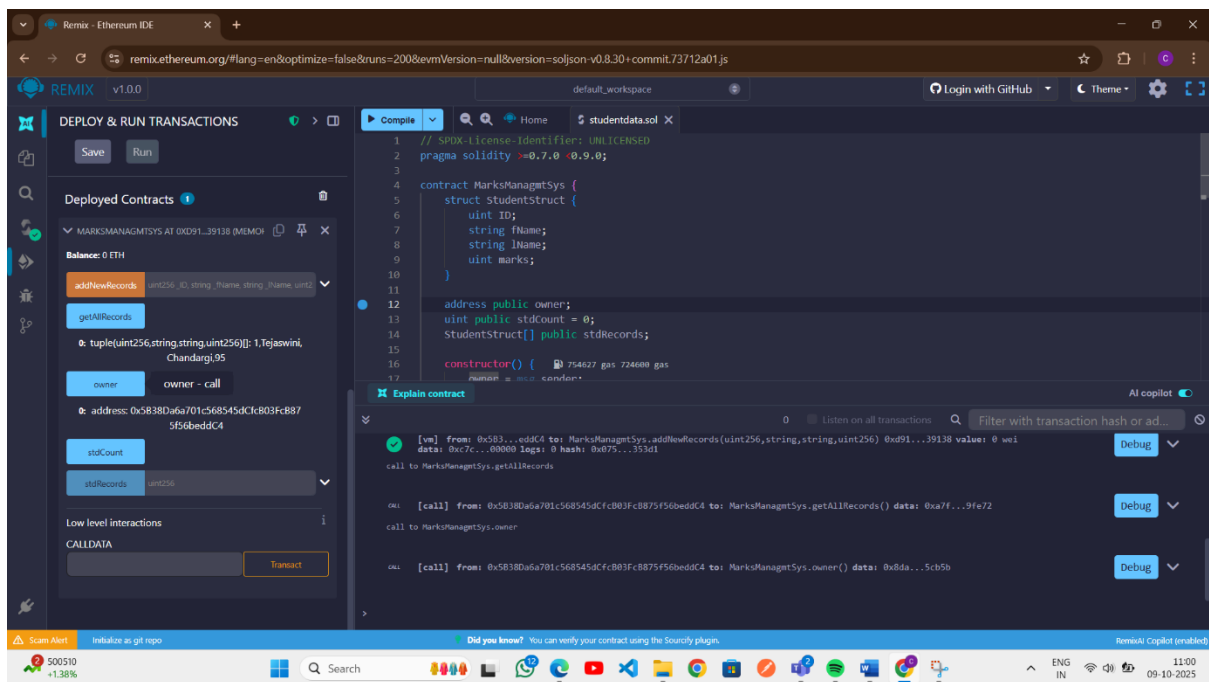 Remix - Ethereum IDE
remix.ethereum.org/#lang=en&optimize=false&runs=200&evmVersion=null&version=soljson-v0.8.30+commit.73712a01.js
REMIX v1.0.0
default_workspace
Login with GitHub
Theme
DEPLOY & RUN TRANSACTIONS
Save Run
Deployed Contracts 1
MARKSMANAGMTSYS AT 0XD91...39138 (MEMOR
Balance: 0 ETH
addNewRecords uint256 _ID, string _fName, string _lName, uint2
getAllRecords
0: tuple(uint256,string,string,uint256)[]: 1,Tejaswini,
Chandargi,95
owner owner - call
0: address: 0x5B38Da6a701c568545dCfcB03FcB87
5f56beddC4
stdCount
stdRecords uint256
Low level interactions
CALLDATA
Transact
Compile Home studentdata.sol
1 // SPDX-License-Identifier: UNLICENSED
2 pragma solidity >=0.7.0 <0.9.0;
3
4 contract MarksManagmtSys {
5 struct StudentStruct {
6 uint ID;
7 string fName;
8 string lName;
9 uint marks;
10 }
11
12 address public owner;
13 uint public stdCount = 0;
14 StudentStruct[] public stdRecords;
15
16 constructor() { 754627 gas 724600 gas
17 owner = msg.sender;
Explain contract AI copilot
0 Listen on all transactions Filter with transaction hash or ad...
[vm] from: 0x583...eddC4 to: MarksManagmtSys.addNewRecords(uint256,string,string,uint256) 0xd91...39138 value: 0 wei
data: 0xc7c...00000 logs: 0 hash: 0x075...353d1
Debug
call to MarksManagmtSys.getAllRecords
CALL [call] from: 0x5B38Da6a701c568545dCfcB03FcB875f56beddC4 to: MarksManagmtSys.getAllRecords() data: 0xa7f...9fe72
Debug
call to MarksManagmtSys.owner
CALL [call] from: 0x5B38Da6a701c568545dCfcB03FcB875f56beddC4 to: MarksManagmtSys.owner() data: 0x8da...5cb5b
Debug
>
Scam Alert Initialize as git repo
Did you know? You can verify your contract using the Sourcify plugin.
RemixAI Copilot (enabled)
2
500510
+1.38%
Search
ENG
IN
11:00
09-10-2025